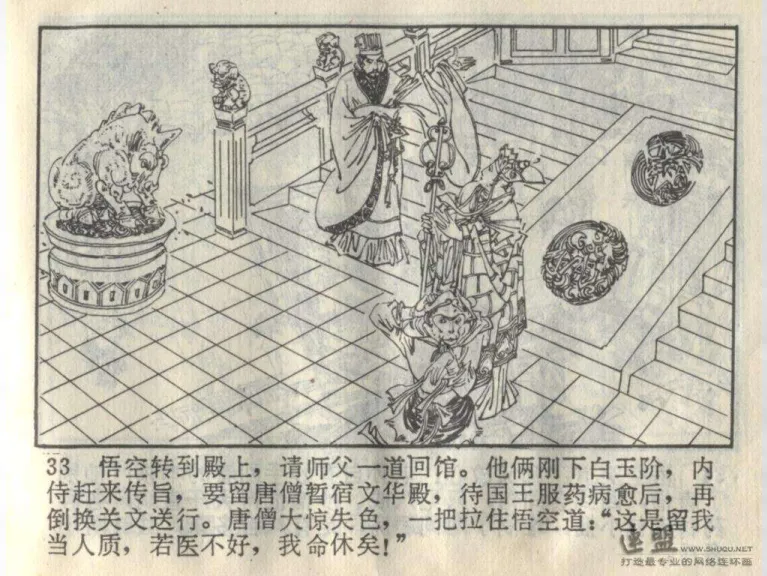 33 悟空转到殿上，请师父一道回馆。他俩刚下白玉阶，内
侍赶来传旨，要留唐僧暂宿文华殿，待国王服药病愈后，再
倒换关文送行。唐僧大惊失色，一把拉住悟空道：“这是留我
当人质，若医不好，我命休矣！”
连盟 WWW.SHUQU.NET
打造最专业的网络连环画